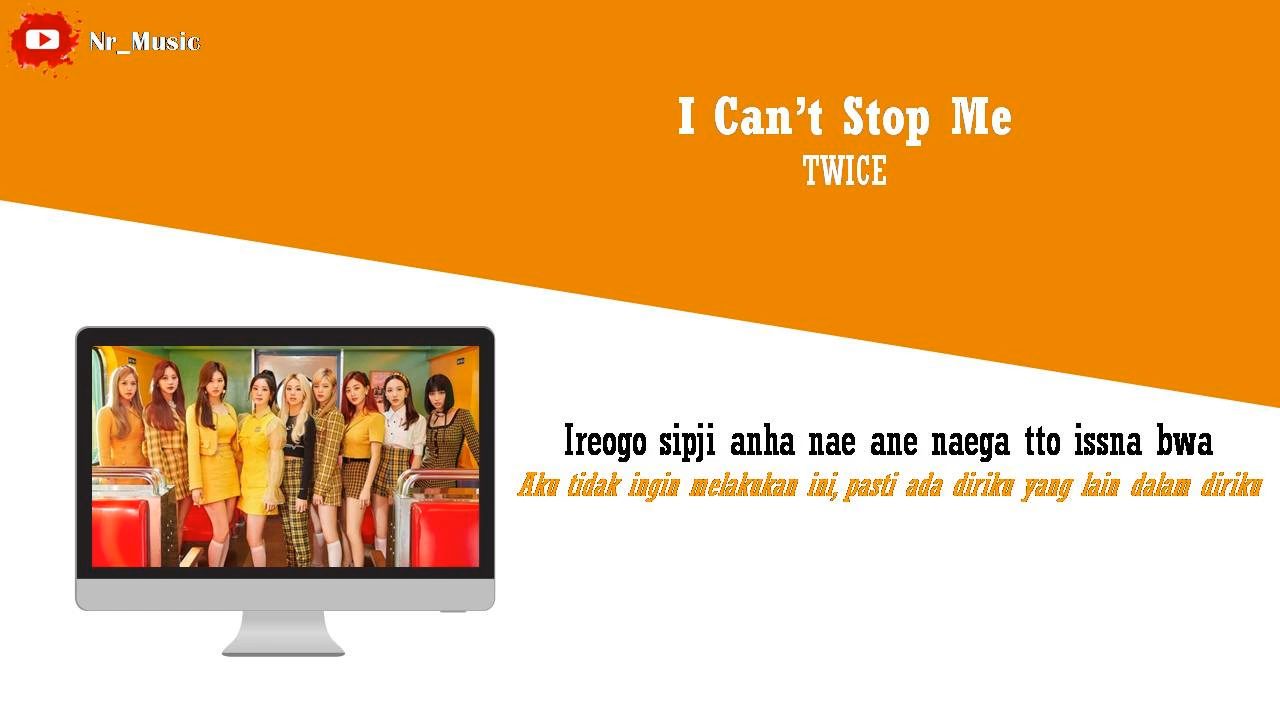 Nr_Music
I Can't Stop Me
TWICE
Ireogo sipji anha nae ane naega tto issna bwa
Aku tidak ingin melakukan ini, pasti ada diriku yang lain dalam diriku